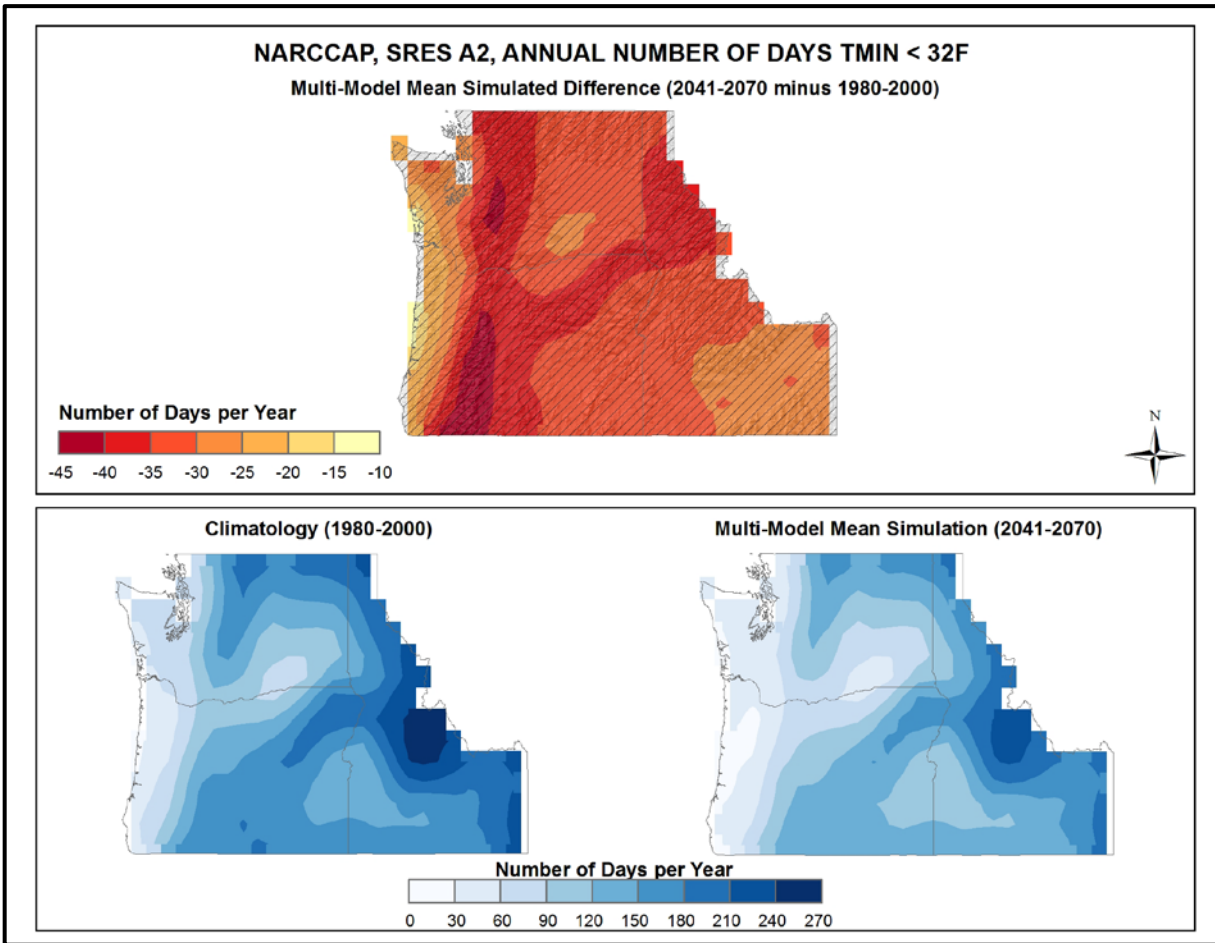 NARCCAP, SRES A2, ANNUAL NUMBER OF DAYS TMIN < 32F
Multi-Model Mean Simulated Difference (2041-2070 minus 1980-2000)
Number of Days per Year
-45 -40 -35 -30 -25 -20 -15 -10
N
Climatology (1980-2000)
Multi-Model Mean Simulation (2041-2070)
Number of Days per Year
0 30 60 90 120 150 180 210 240 270